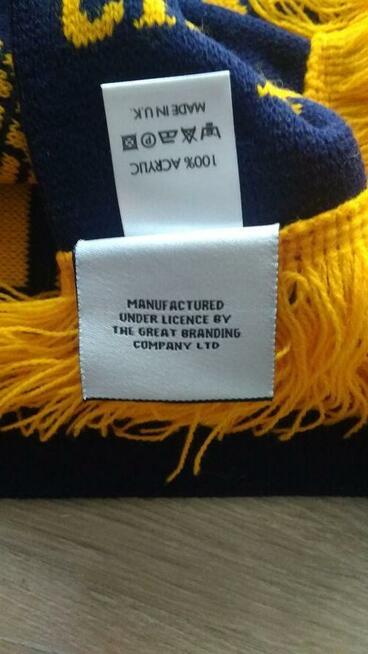 MADE IN U.K.
100% ACRYLIC
MANUFACTURED
UNDER LICENCE BY
THE GREAT BRANDING
COMPANY LTD